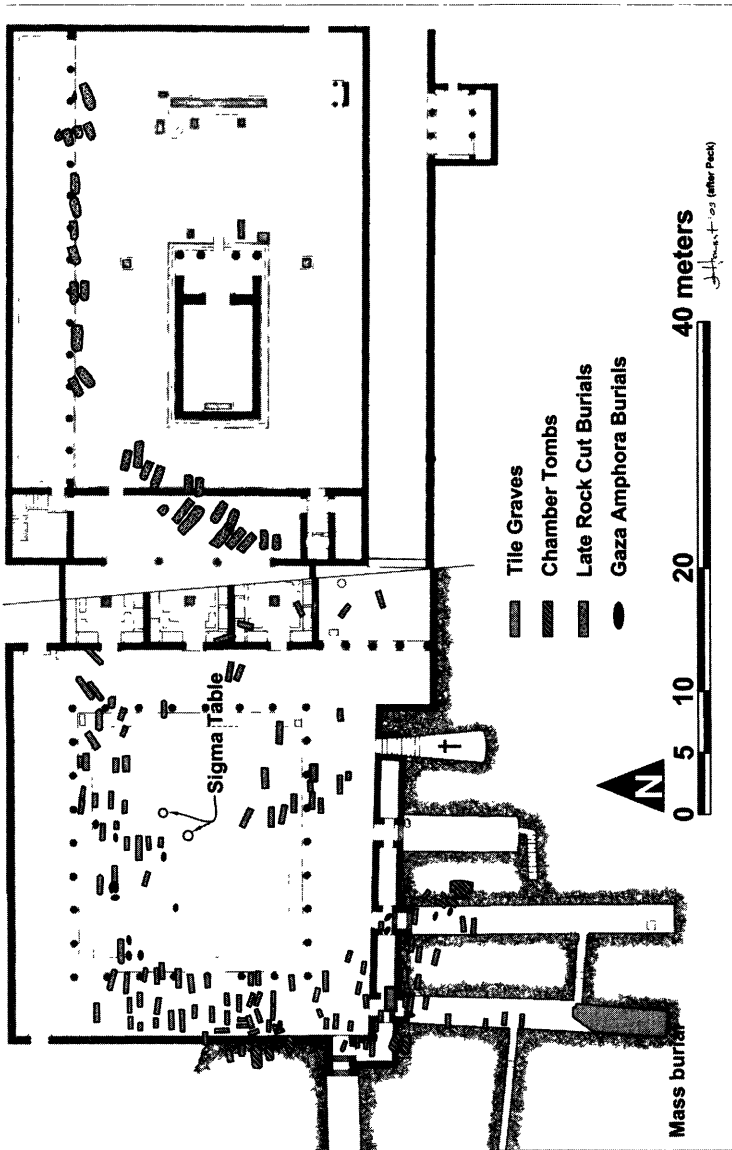 Sigma Table
Tile Graves
Chamber Tombs
Late Rock Cut Burials
Gaza Amphora Burials
N
0 5 10 20 40 meters
'03 (after Peck)
Mass burial